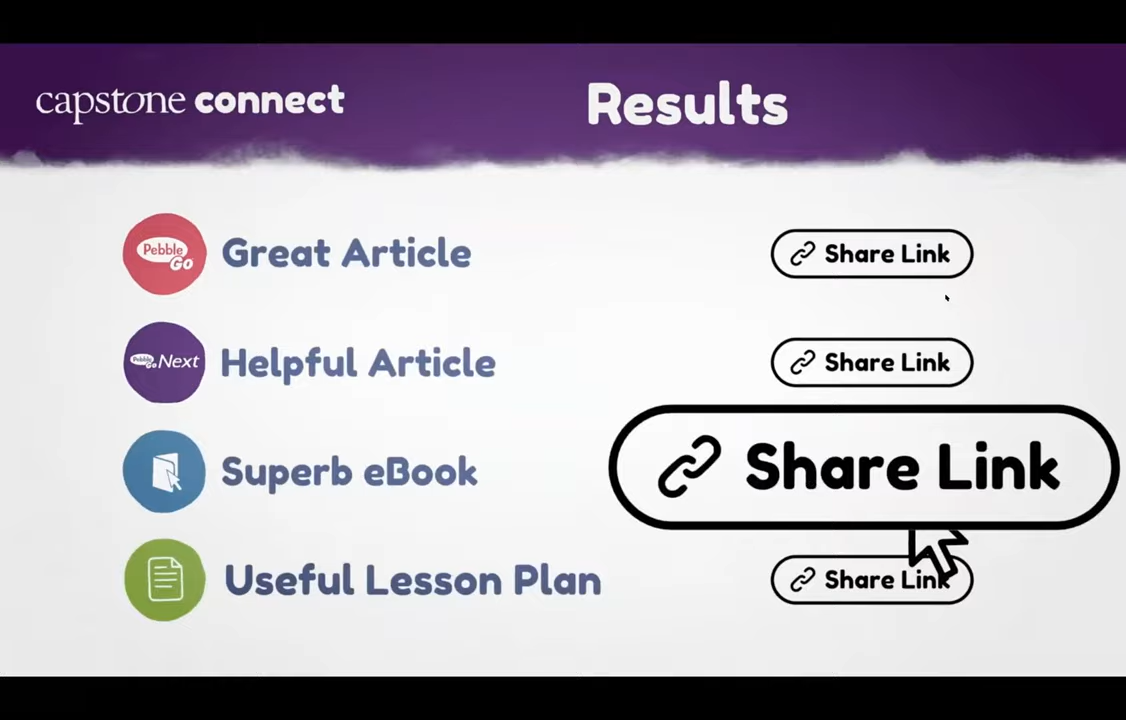 capstone connect
Results
Pebble Go
Great Article
Share Link
Pebble Go Next
Helpful Article
Share Link
Superb eBook
Share Link
Useful Lesson Plan
Share Link